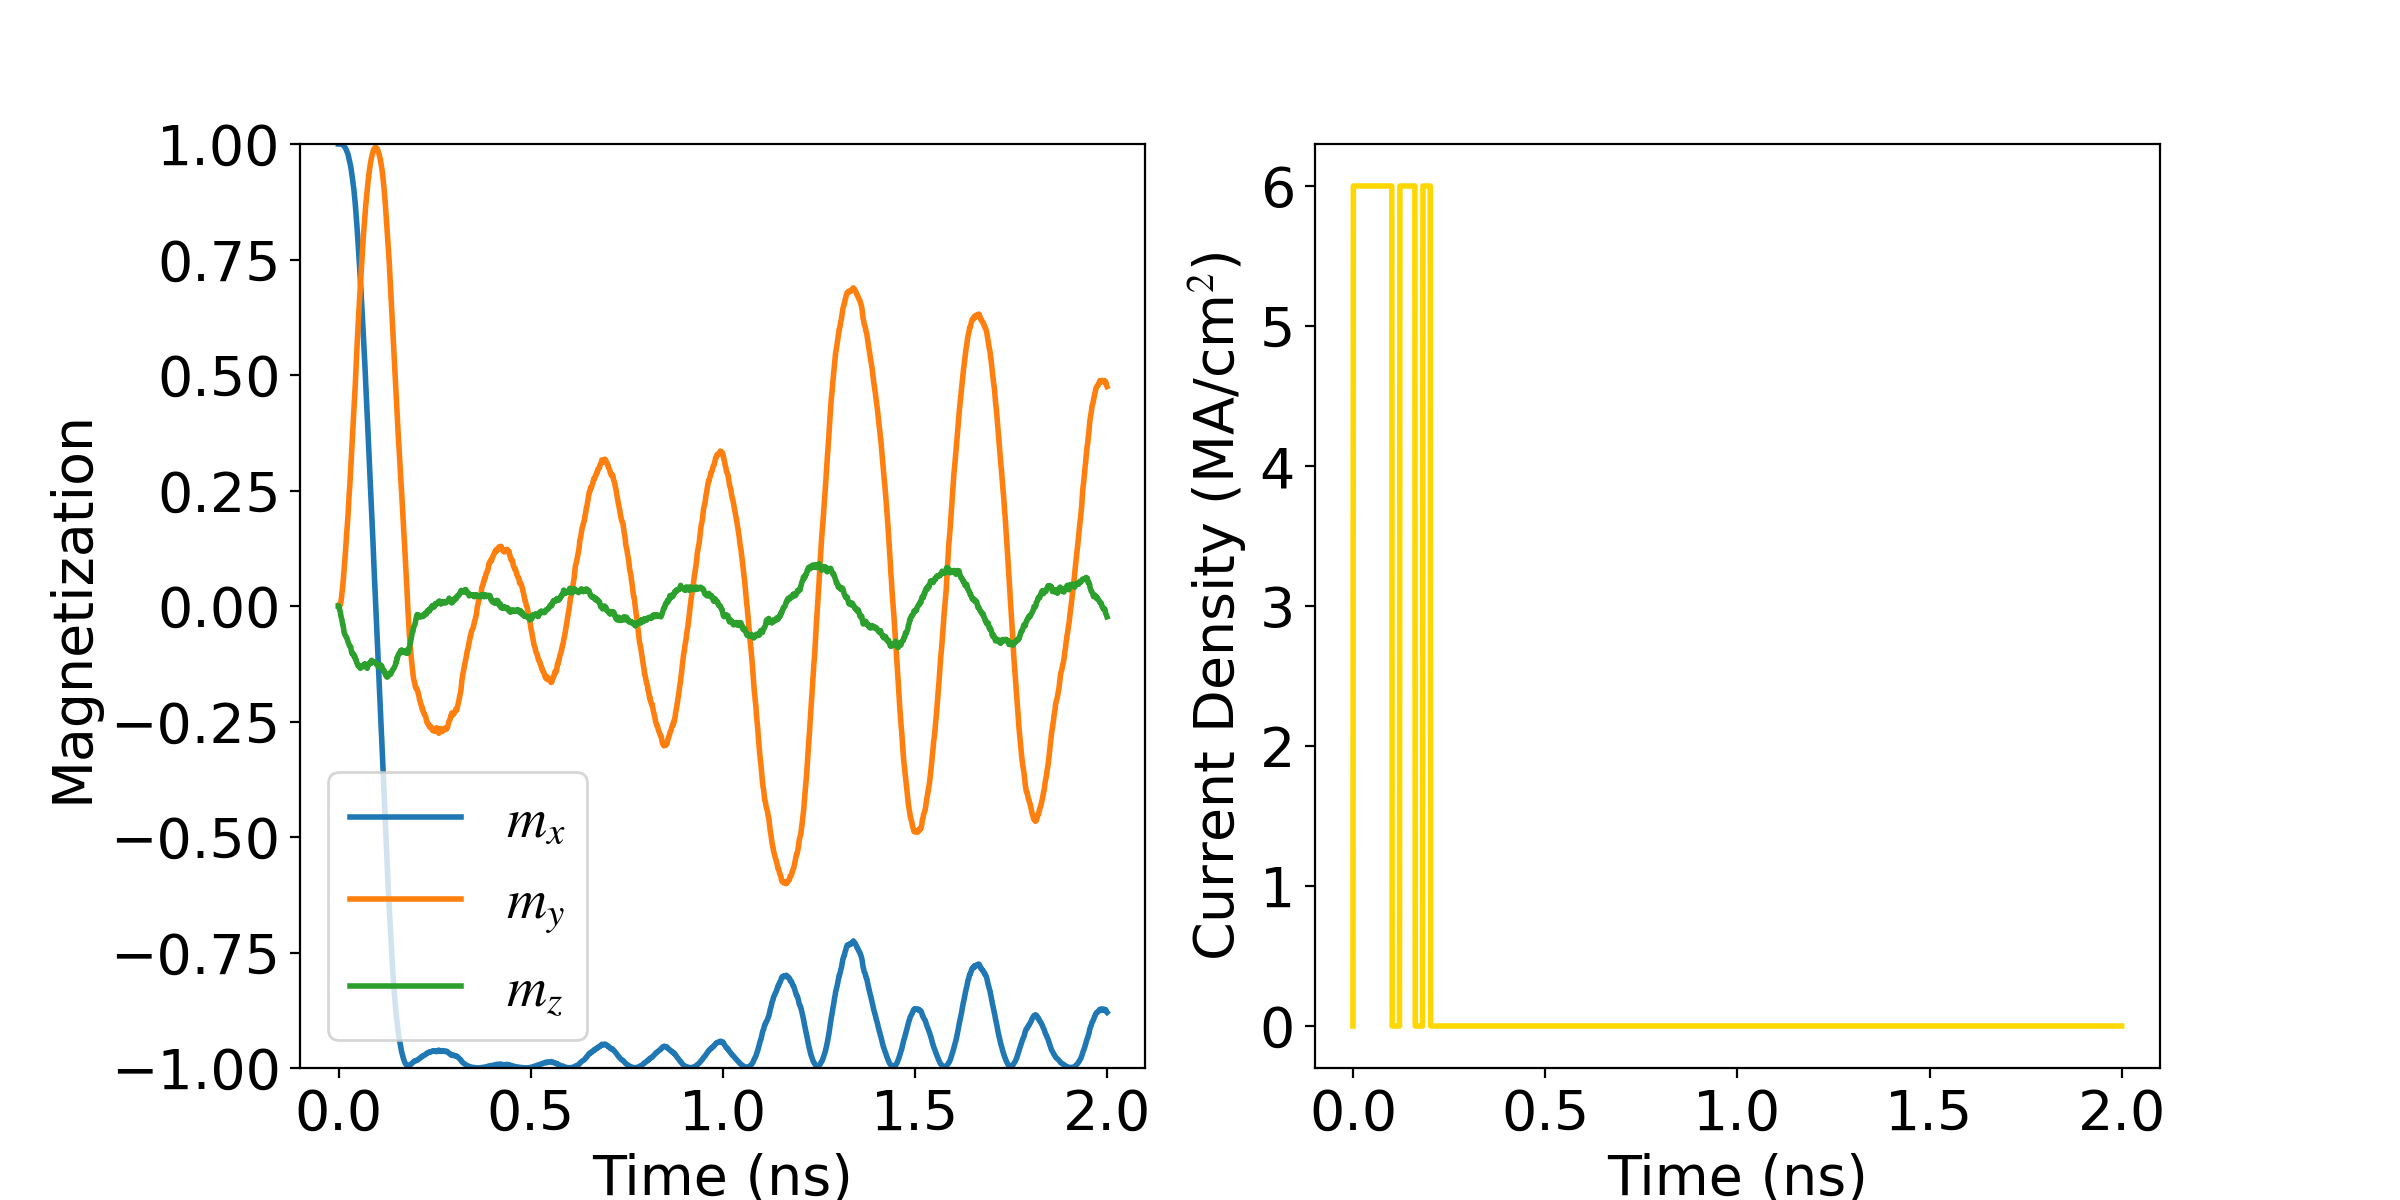 Magnetization
1.00
0.75
0.50
0.25
0.00
−0.25
−0.50
−0.75
−1.00
m_x
m_y
m_z
0.0 0.5 1.0 1.5 2.0
Time (ns)
Current Density (MA/cm²)
6
5
4
3
2
1
0
0.0 0.5 1.0 1.5 2.0
Time (ns)